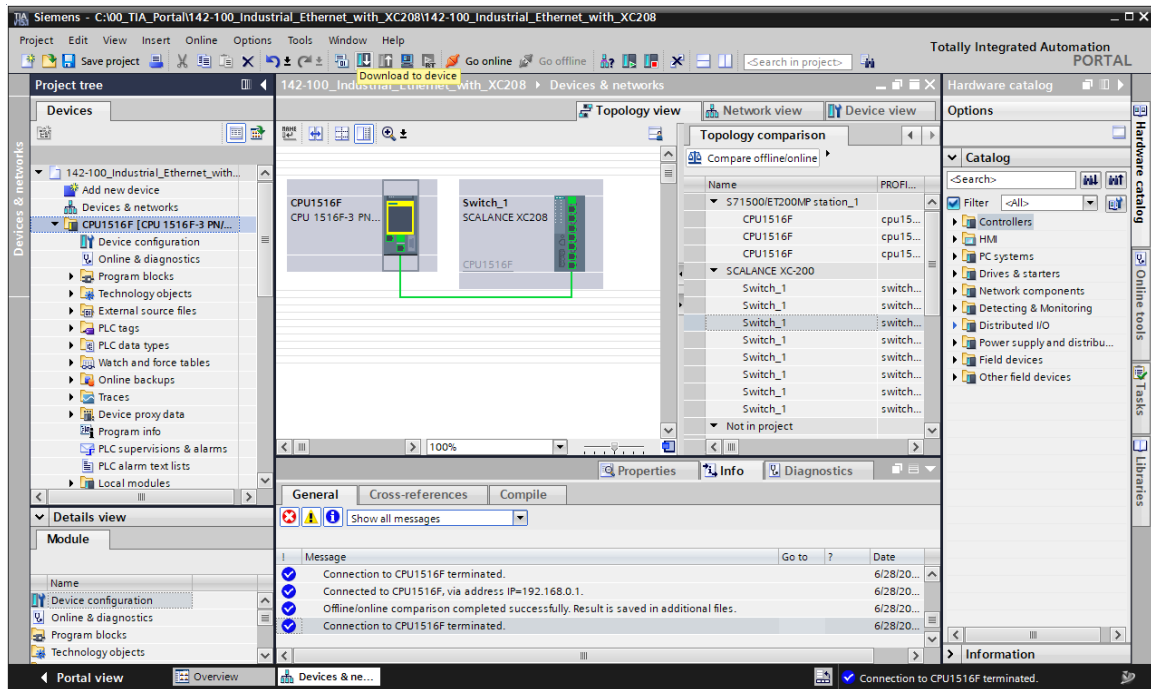 Siemens - C:\00_TIA_Portal\142-100_Industrial_Ethernet_with_XC208\142-100_Industrial_Ethernet_with_XC208
Project Edit View Insert Online Options Tools Window Help
Totally Integrated Automation
PORTAL
Save project
Go online
Go offline
<Search in project>
Download to device
Project tree
142-100_Industrial_Ethernet_with_XC208 Devices & networks
Hardware catalog
Devices
Topology view
Network view
Device view
Options
Topology comparison
Compare offline/online
Catalog
142-100_Industrial_Ethernet_with...
Add new device
Devices & networks
CPU1516F [CPU 1516F-3 PN/...
Device configuration
Online & diagnostics
Program blocks
Technology objects
External source files
PLC tags
PLC data types
Watch and force tables
Online backups
Traces
Device proxy data
Program info
PLC supervisions & alarms
PLC alarm text lists
Local modules
CPU1516F
CPU 1516F-3 PN...
Switch_1
SCALANCE XC208
CPU1516F
100%
Name PROFI...
S71500/ET200MP station_1
CPU1516F cpu15...
CPU1516F cpu15...
CPU1516F cpu15...
SCALANCE XC-200
Switch_1 switch...
Switch_1 switch...
Switch_1 switch...
Switch_1 switch...
Switch_1 switch...
Switch_1 switch...
Switch_1 switch...
Switch_1 switch...
Not in project
<Search>
Filter <All>
Controllers
HMI
PC systems
Drives & starters
Network components
Detecting & Monitoring
Distributed I/O
Power supply and distribu...
Field devices
Other field devices
Devices & networks
Hardware catalog
Online tools
Tasks
Libraries
Properties
Info
Diagnostics
General
Cross-references
Compile
Show all messages
! Message Go to ? Date
Connection to CPU1516F terminated. 6/28/20...
Connected to CPU1516F, via address IP=192.168.0.1. 6/28/20...
Offline/online comparison completed successfully. Result is saved in additional files. 6/28/20...
Connection to CPU1516F terminated. 6/28/20...
Details view
Module
Name
Device configuration
Online & diagnostics
Program blocks
Technology objects
Information
Portal view
Overview
Devices & ne...
Connection to CPU1516F terminated.